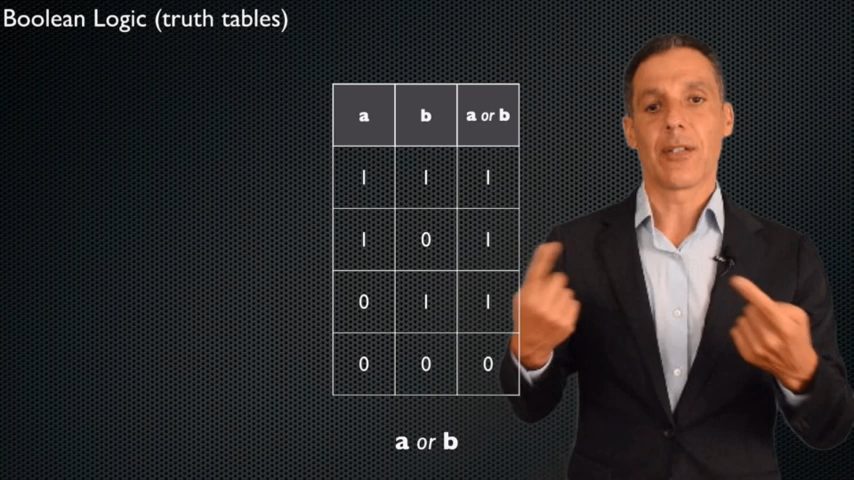 Boolean Logic (truth tables)
a b a or b
1 1 1
1 0 1
0 1 1
0 0 0
a or b